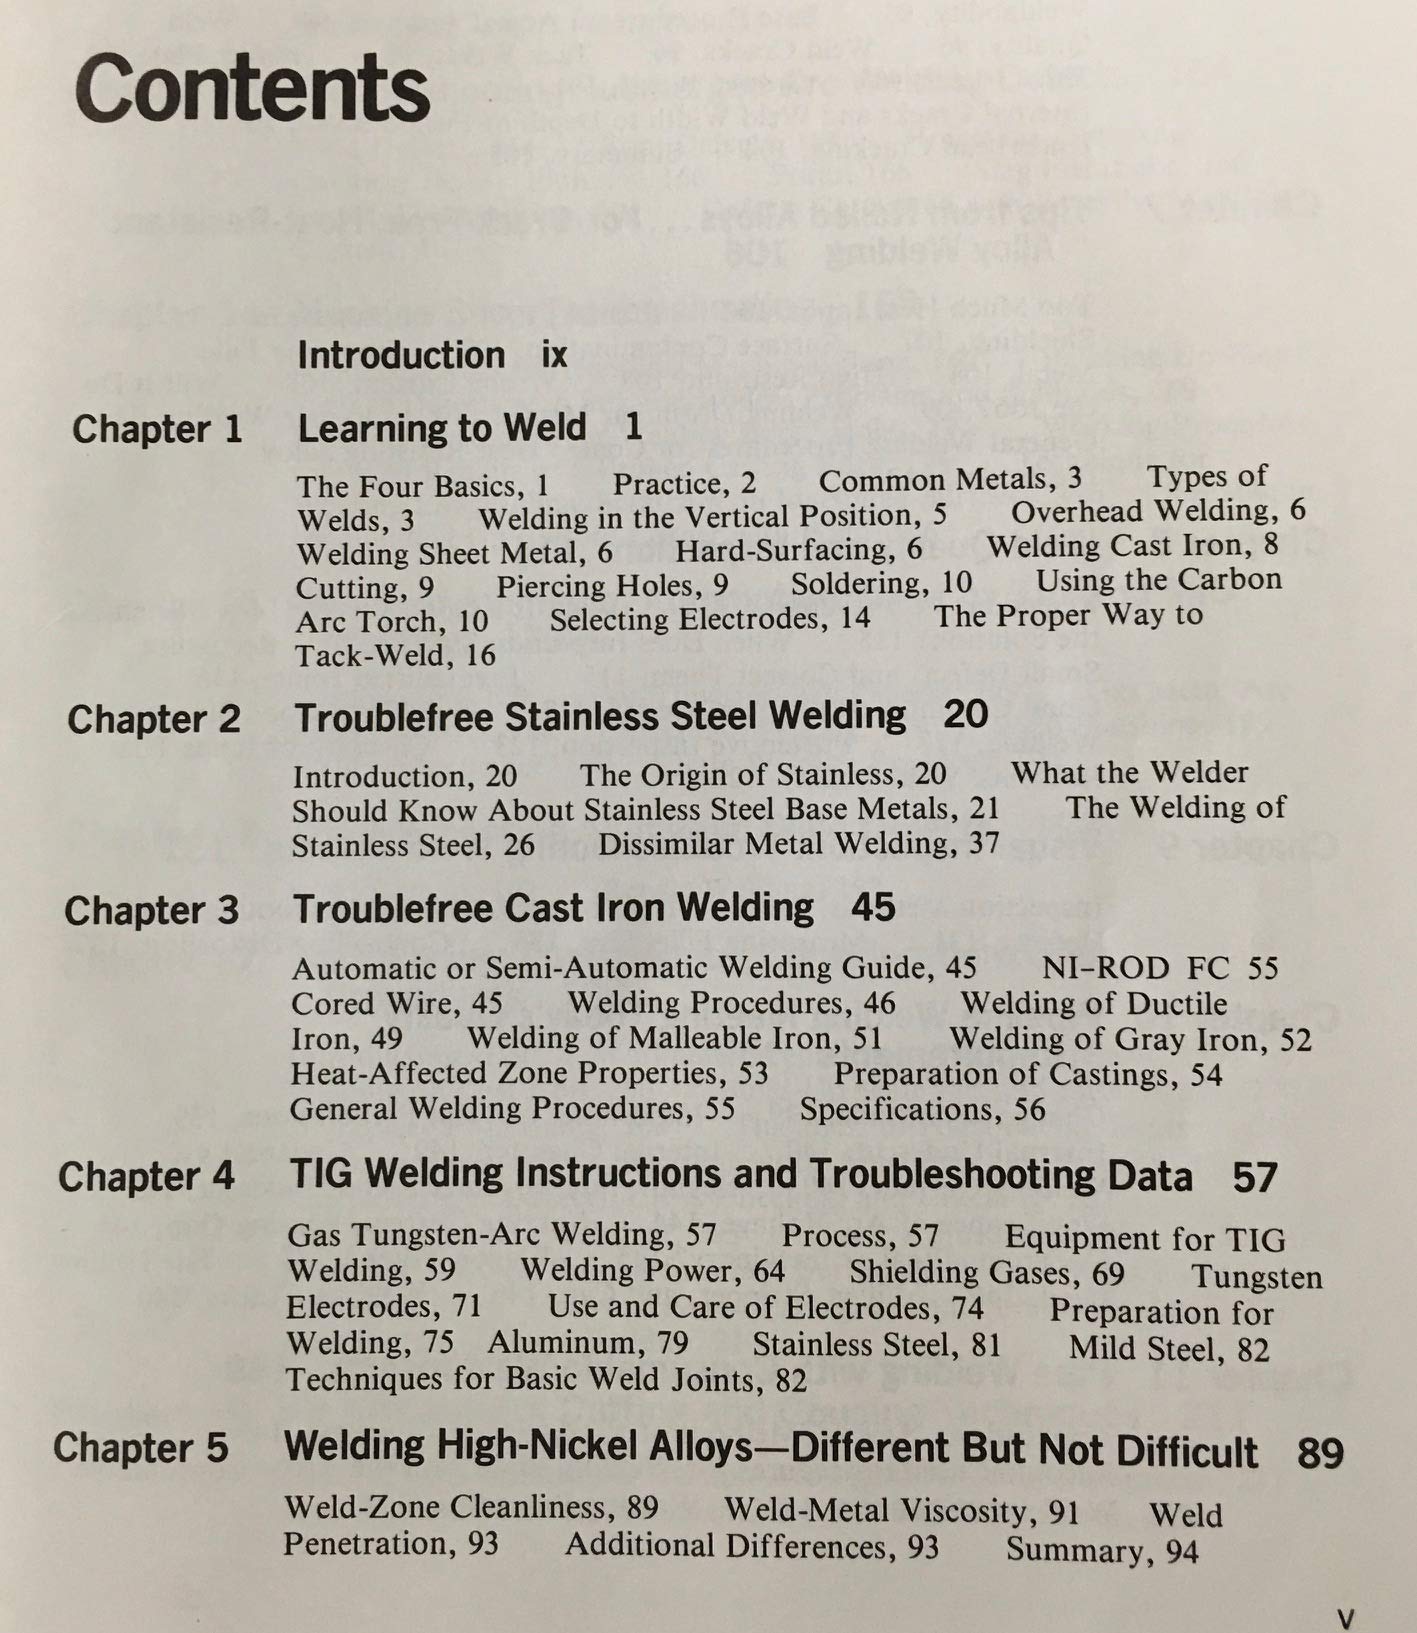 Contents
Introduction ix
Chapter 1 Learning to Weld 1
The Four Basics, 1 Practice, 2 Common Metals, 3 Types of
Welds, 3 Welding in the Vertical Position, 5 Overhead Welding, 6
Welding Sheet Metal, 6 Hard-Surfacing, 6 Welding Cast Iron, 8
Cutting, 9 Piercing Holes, 9 Soldering, 10 Using the Carbon
Arc Torch, 10 Selecting Electrodes, 14 The Proper Way to
Tack-Weld, 16
Chapter 2 Troublefree Stainless Steel Welding 20
Introduction, 20 The Origin of Stainless, 20 What the Welder
Should Know About Stainless Steel Base Metals, 21 The Welding of
Stainless Steel, 26 Dissimilar Metal Welding, 37
Chapter 3 Troublefree Cast Iron Welding 45
Automatic or Semi-Automatic Welding Guide, 45 NI–ROD FC 55
Cored Wire, 45 Welding Procedures, 46 Welding of Ductile
Iron, 49 Welding of Malleable Iron, 51 Welding of Gray Iron, 52
Heat-Affected Zone Properties, 53 Preparation of Castings, 54
General Welding Procedures, 55 Specifications, 56
Chapter 4 TIG Welding Instructions and Troubleshooting Data 57
Gas Tungsten-Arc Welding, 57 Process, 57 Equipment for TIG
Welding, 59 Welding Power, 64 Shielding Gases, 69 Tungsten
Electrodes, 71 Use and Care of Electrodes, 74 Preparation for
Welding, 75 Aluminum, 79 Stainless Steel, 81 Mild Steel, 82
Techniques for Basic Weld Joints, 82
Chapter 5 Welding High-Nickel Alloys—Different But Not Difficult 89
Weld-Zone Cleanliness, 89 Weld-Metal Viscosity, 91 Weld
Penetration, 93 Additional Differences, 93 Summary, 94
v